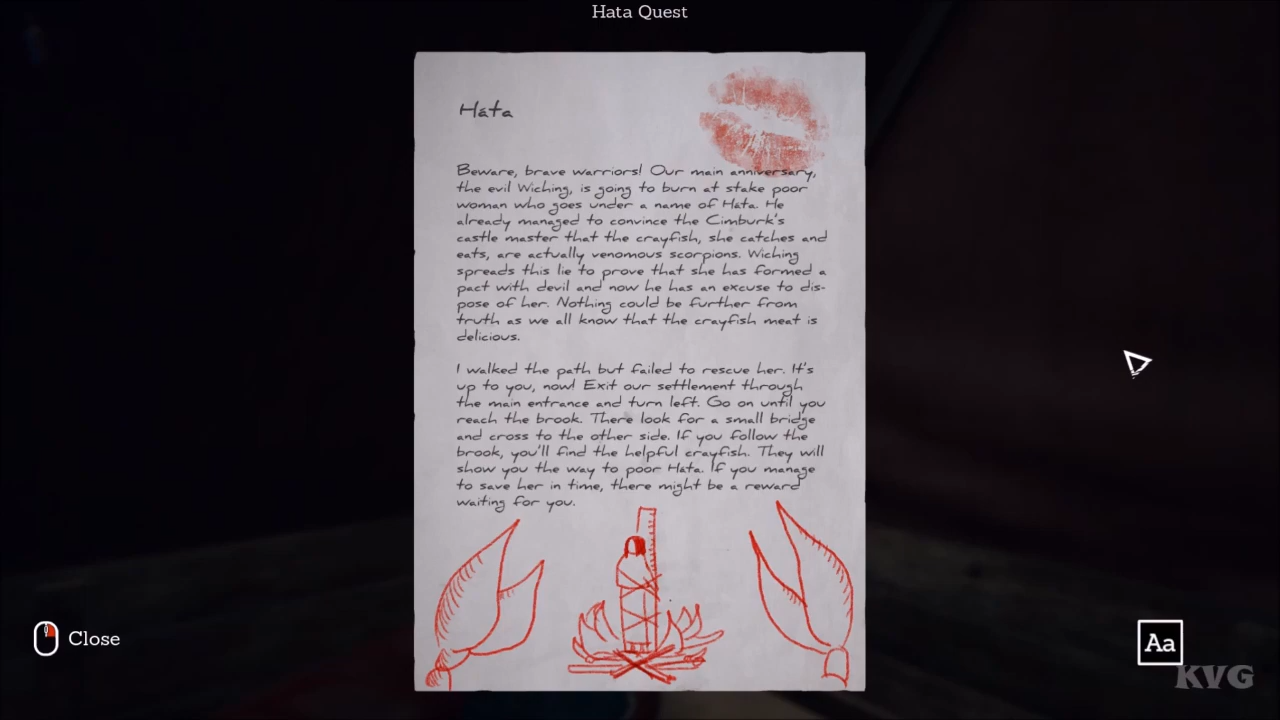 Hata Quest
Háta
Beware, brave warriors! Our main anniversary,
the evil Wiching, is going to burn at stake poor
woman who goes under a name of Háta. He
already managed to convince the Cimburk's
castle master that the crayfish, she catches and
eats, are actually venomous scorpions. Wiching
spreads this lie to prove that she has formed a
pact with devil and now he has an excuse to dis-
pose of her. Nothing could be further from
truth as we all know that the crayfish meat is
delicious.
I walked the path but failed to rescue her. It's
up to you, now! Exit our settlement through
the main entrance and turn left. Go on until you
reach the brook. There look for a small bridge
and cross to the other side. If you follow the
brook, you'll find the helpful crayfish. They will
show you the way to poor Háta. If you manage
to save her in time, there might be a reward
waiting for you.
Close
Aa
KVG